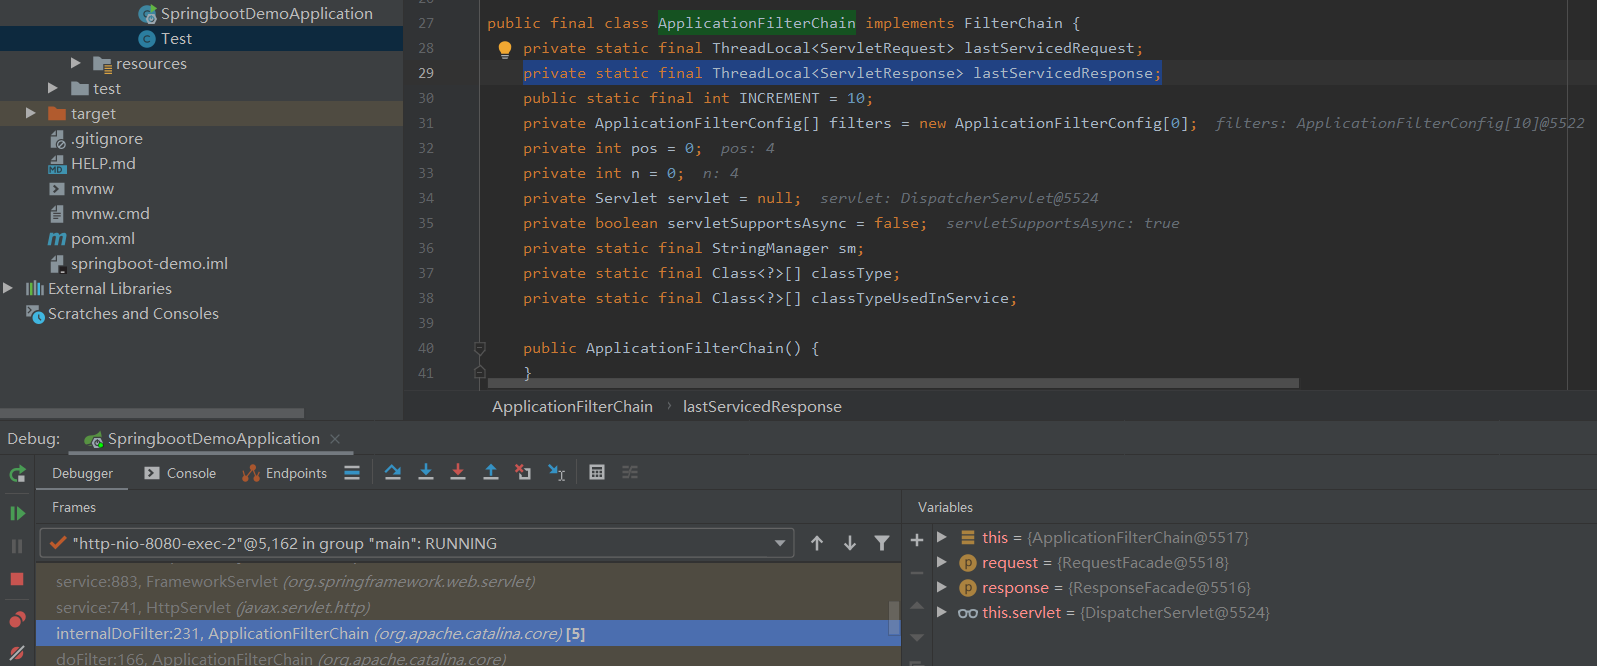 SpringbootDemoApplication
Test
resources
test
target
.gitignore
HELP.md
mvnw
mvnw.cmd
pom.xml
springboot-demo.iml
External Libraries
Scratches and Consoles
27 public final class ApplicationFilterChain implements FilterChain {
28 private static final ThreadLocal<ServletRequest> lastServicedRequest;
29 private static final ThreadLocal<ServletResponse> lastServicedResponse;
30 public static final int INCREMENT = 10;
31 private ApplicationFilterConfig[] filters = new ApplicationFilterConfig[0]; filters: ApplicationFilterConfig[10]@5522
32 private int pos = 0; pos: 4
33 private int n = 0; n: 4
34 private Servlet servlet = null; servlet: DispatcherServlet@5524
35 private boolean servletSupportsAsync = false; servletSupportsAsync: true
36 private static final StringManager sm;
37 private static final Class<?>[] classType;
38 private static final Class<?>[] classTypeUsedInService;
39
40 public ApplicationFilterChain() {
41 }
ApplicationFilterChain › lastServicedResponse
Debug: SpringbootDemoApplication
Debugger Console Endpoints
Frames
"http-nio-8080-exec-2"@5,162 in group "main": RUNNING
service:883, FrameworkServlet (org.springframework.web.servlet)
service:741, HttpServlet (javax.servlet.http)
internalDoFilter:231, ApplicationFilterChain (org.apache.catalina.core) [5]
doFilter:166, ApplicationFilterChain (org.apache.catalina.core)
Variables
this = {ApplicationFilterChain@5517}
request = {RequestFacade@5518}
response = {ResponseFacade@5516}
this.servlet = {DispatcherServlet@5524}